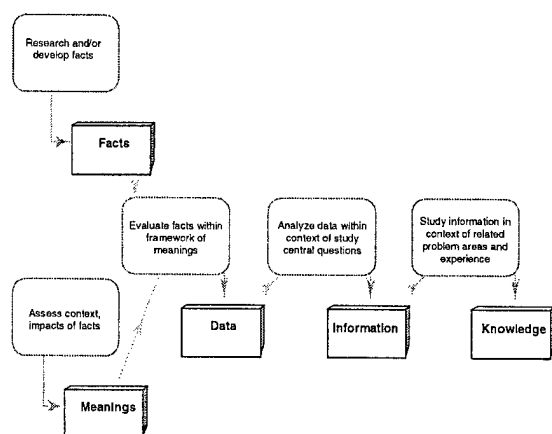 Research and/or
develop facts
Facts
Evaluate facts within
framework of
meanings
Analyze data within
context of study
central questions
Study information in
context of related
problem areas and
experience
Assess context,
impacts of facts
Data
Information
Knowledge
Meanings